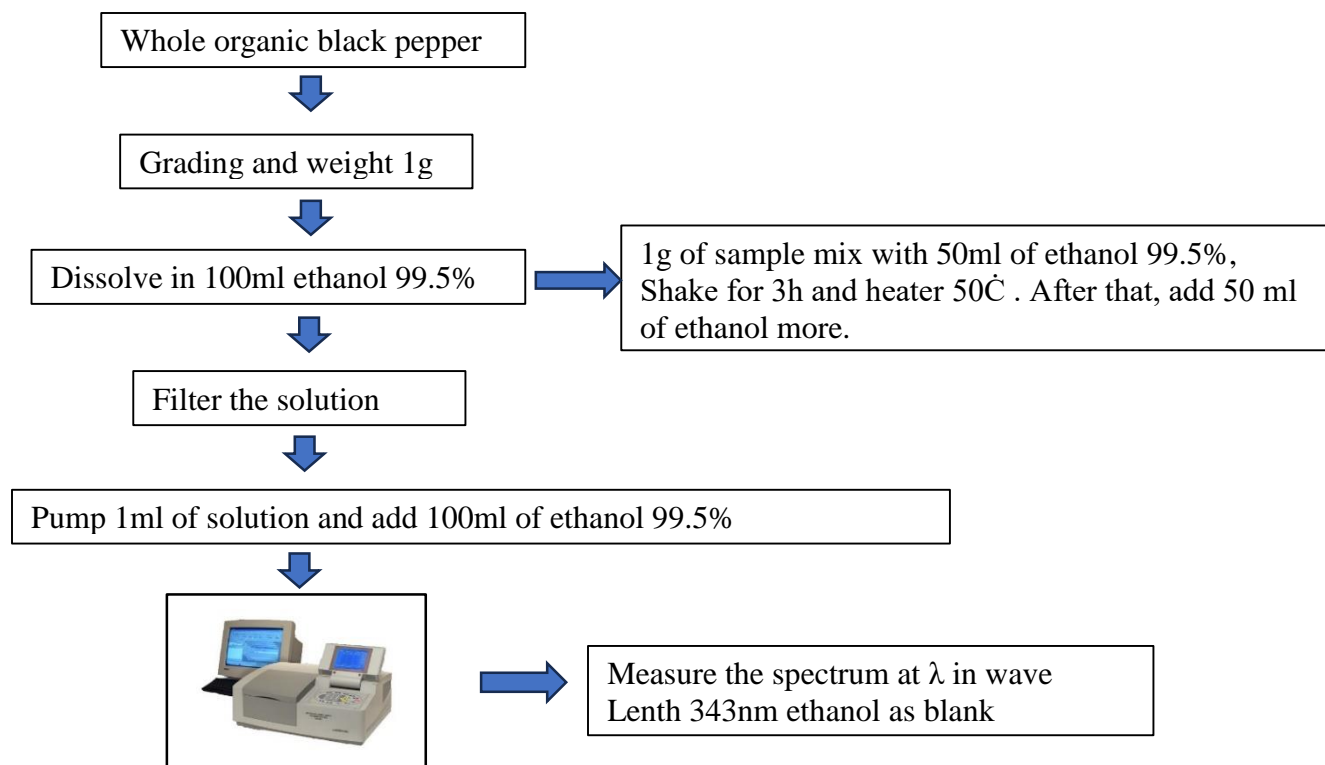 Whole organic black pepper
Grading and weight 1g
Dissolve in 100ml ethanol 99.5%
1g of sample mix with 50ml of ethanol 99.5%,
Shake for 3h and heater 50Ċ . After that, add 50 ml
of ethanol more.
Filter the solution
Pump 1ml of solution and add 100ml of ethanol 99.5%
Measure the spectrum at λ in wave
Lenth 343nm ethanol as blank